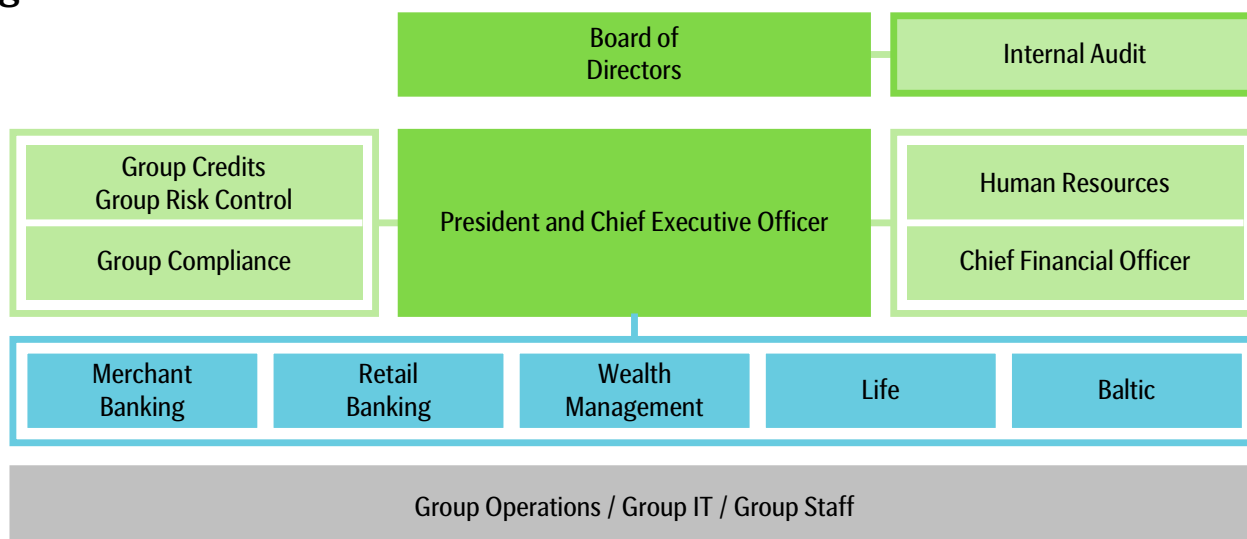 Board of
Directors
Internal Audit
Group Credits
Group Risk Control
Group Compliance
President and Chief Executive Officer
Human Resources
Chief Financial Officer
Merchant
Banking
Retail
Banking
Wealth
Management
Life
Baltic
Group Operations / Group IT / Group Staff